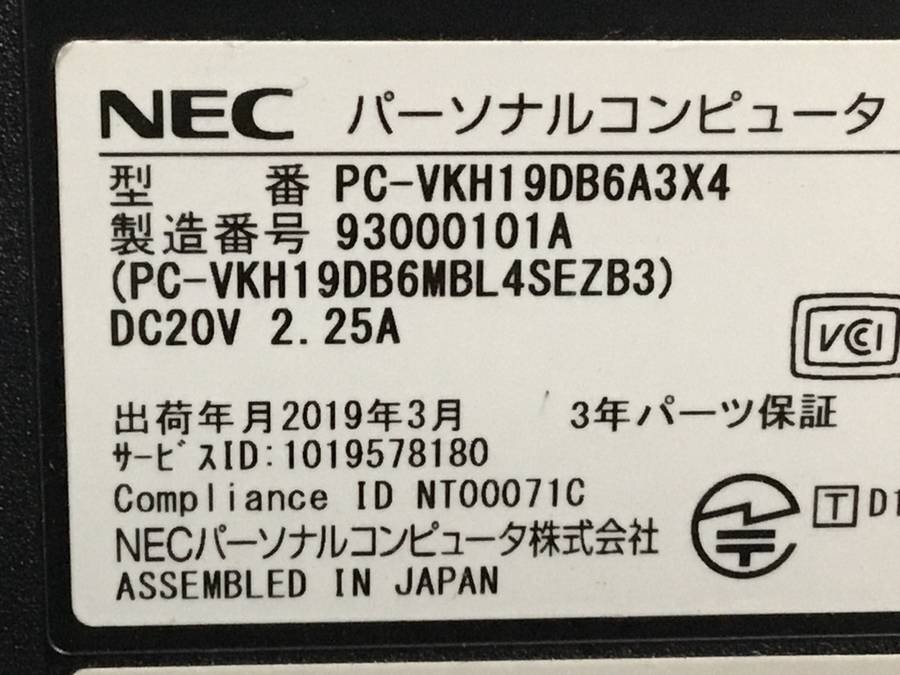 NEC パーソナルコンピュータ
型 番 PC-VKH19DB6A3X4
製造番号 93000101A
(PC-VKH19DB6MBL4SEZB3)
DC20V 2.25A
VCI
出荷年月2019年3月 3年パーツ保証
サービスID:1019578180
Compliance ID NT00071C
T D1
NECパーソナルコンピュータ株式会社
ASSEMBLED IN JAPAN